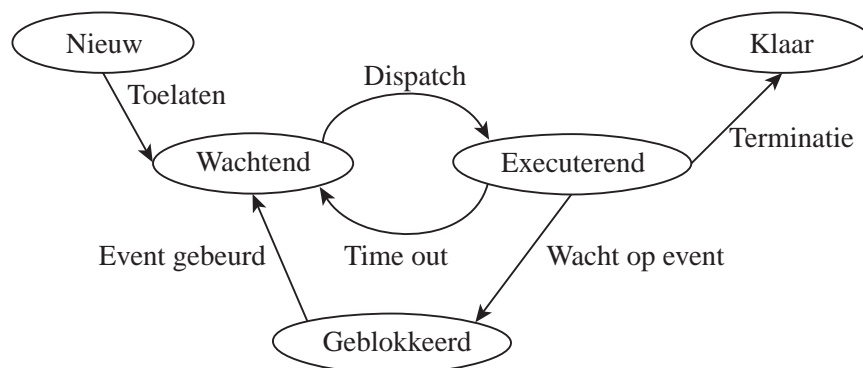 Nieuw
Klaar
Dispatch
Toelaten
Terminatie
Wachtend
Executerend
Event gebeurd
Time out
Wacht op event
Geblokkeerd